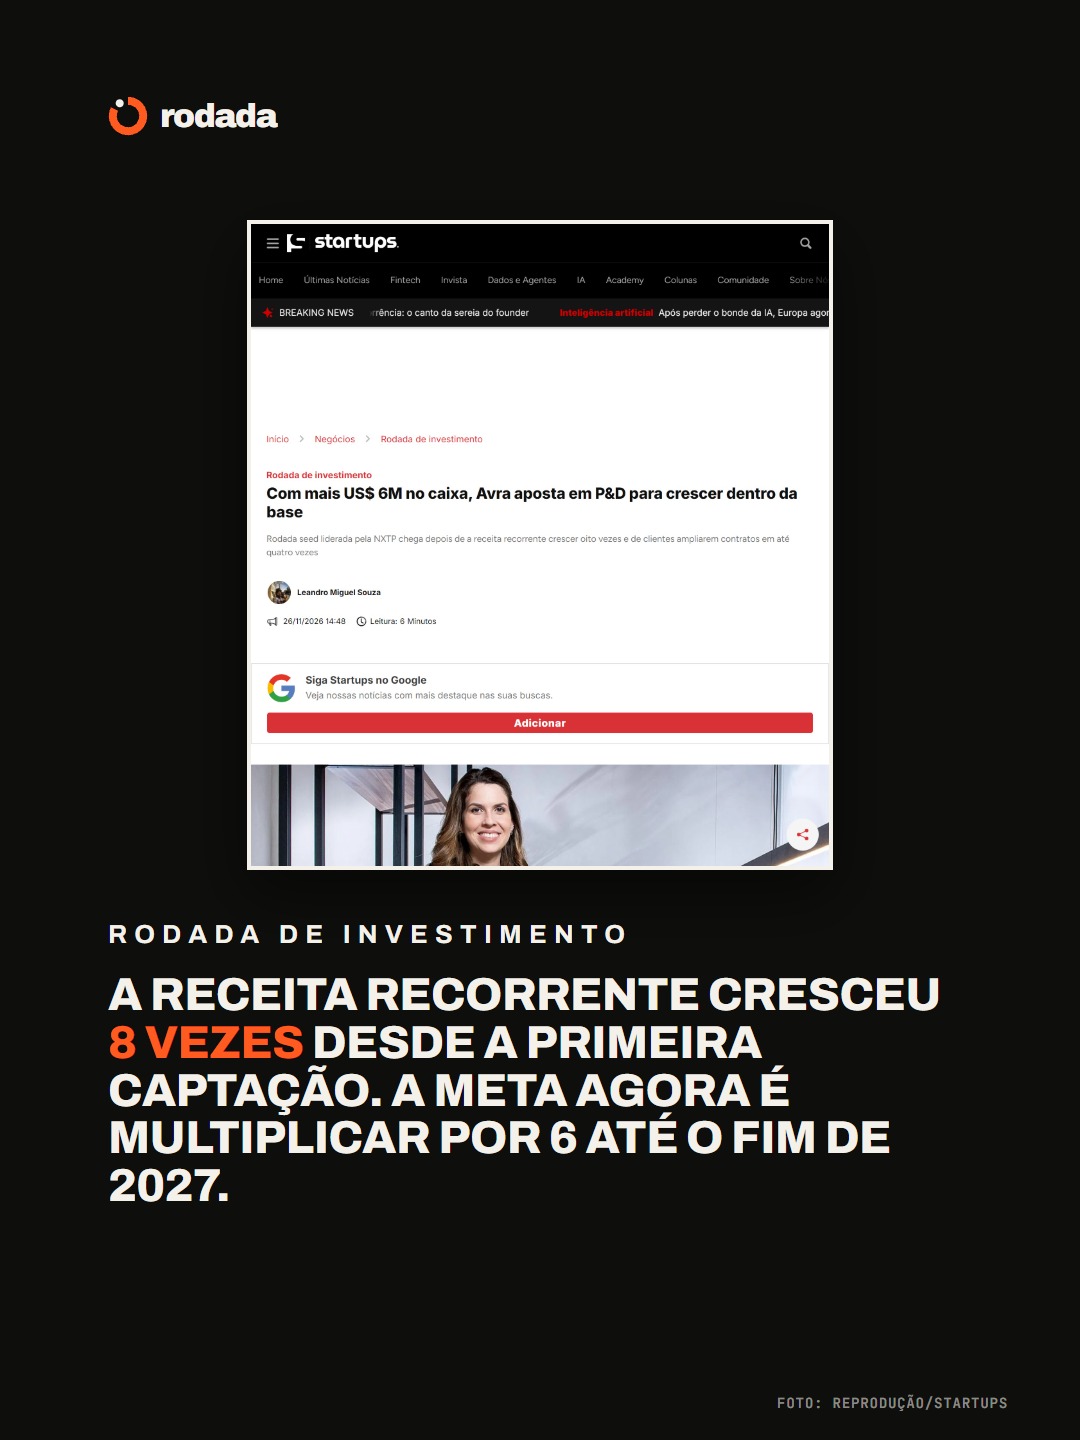 rodada
startups.
Home Últimas Notícias Fintech Invista Dados e Agentes IA Academy Colunas Comunidade Sobre Nó
BREAKING NEWS rrência: o canto da sereia do founder Inteligência artificial Após perder o bonde da IA, Europa agor
Início Negócios Rodada de investimento
Rodada de investimento
Com mais US$ 6M no caixa, Avra aposta em P&D para crescer dentro da
base
Rodada seed liderada pela NXTP chega depois de a receita recorrente crescer oito vezes e de clientes ampliarem contratos em até
quatro vezes
Leandro Miguel Souza
26/11/2026 14:48 Leitura: 6 Minutos
Siga Startups no Google
Veja nossas notícias com mais destaque nas suas buscas.
Adicionar
RODADA DE INVESTIMENTO
A RECEITA RECORRENTE CRESCEU
8 VEZES DESDE A PRIMEIRA
CAPTAÇÃO. A META AGORA É
MULTIPLICAR POR 6 ATÉ O FIM DE
2027.
FOTO: REPRODUÇÃO/STARTUPS